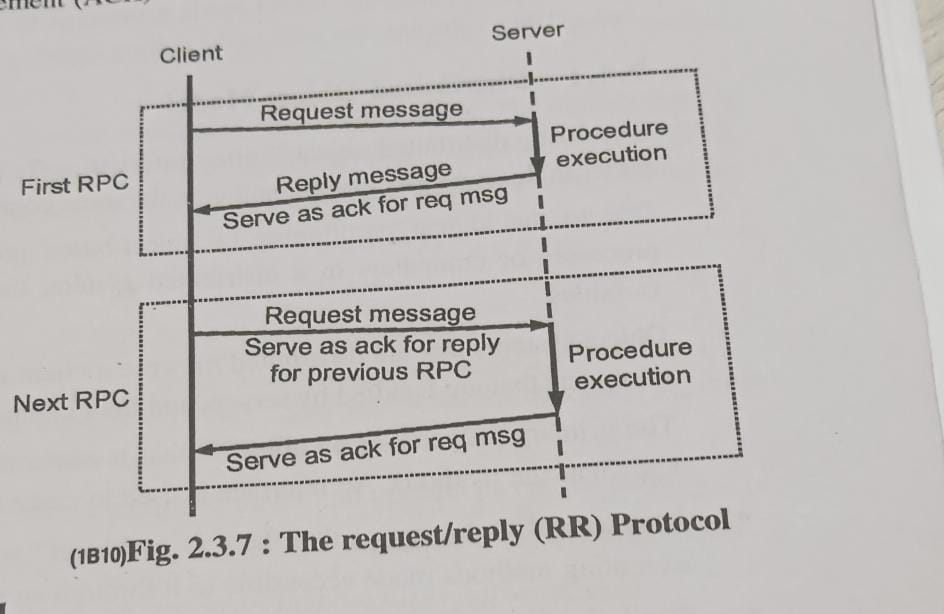 Client
Server
Request message
Procedure
execution
First RPC
Reply message
Serve as ack for req msg
Request message
Serve as ack for reply
for previous RPC
Procedure
execution
Next RPC
Serve as ack for req msg
(1B10)Fig. 2.3.7 : The request/reply (RR) Protocol